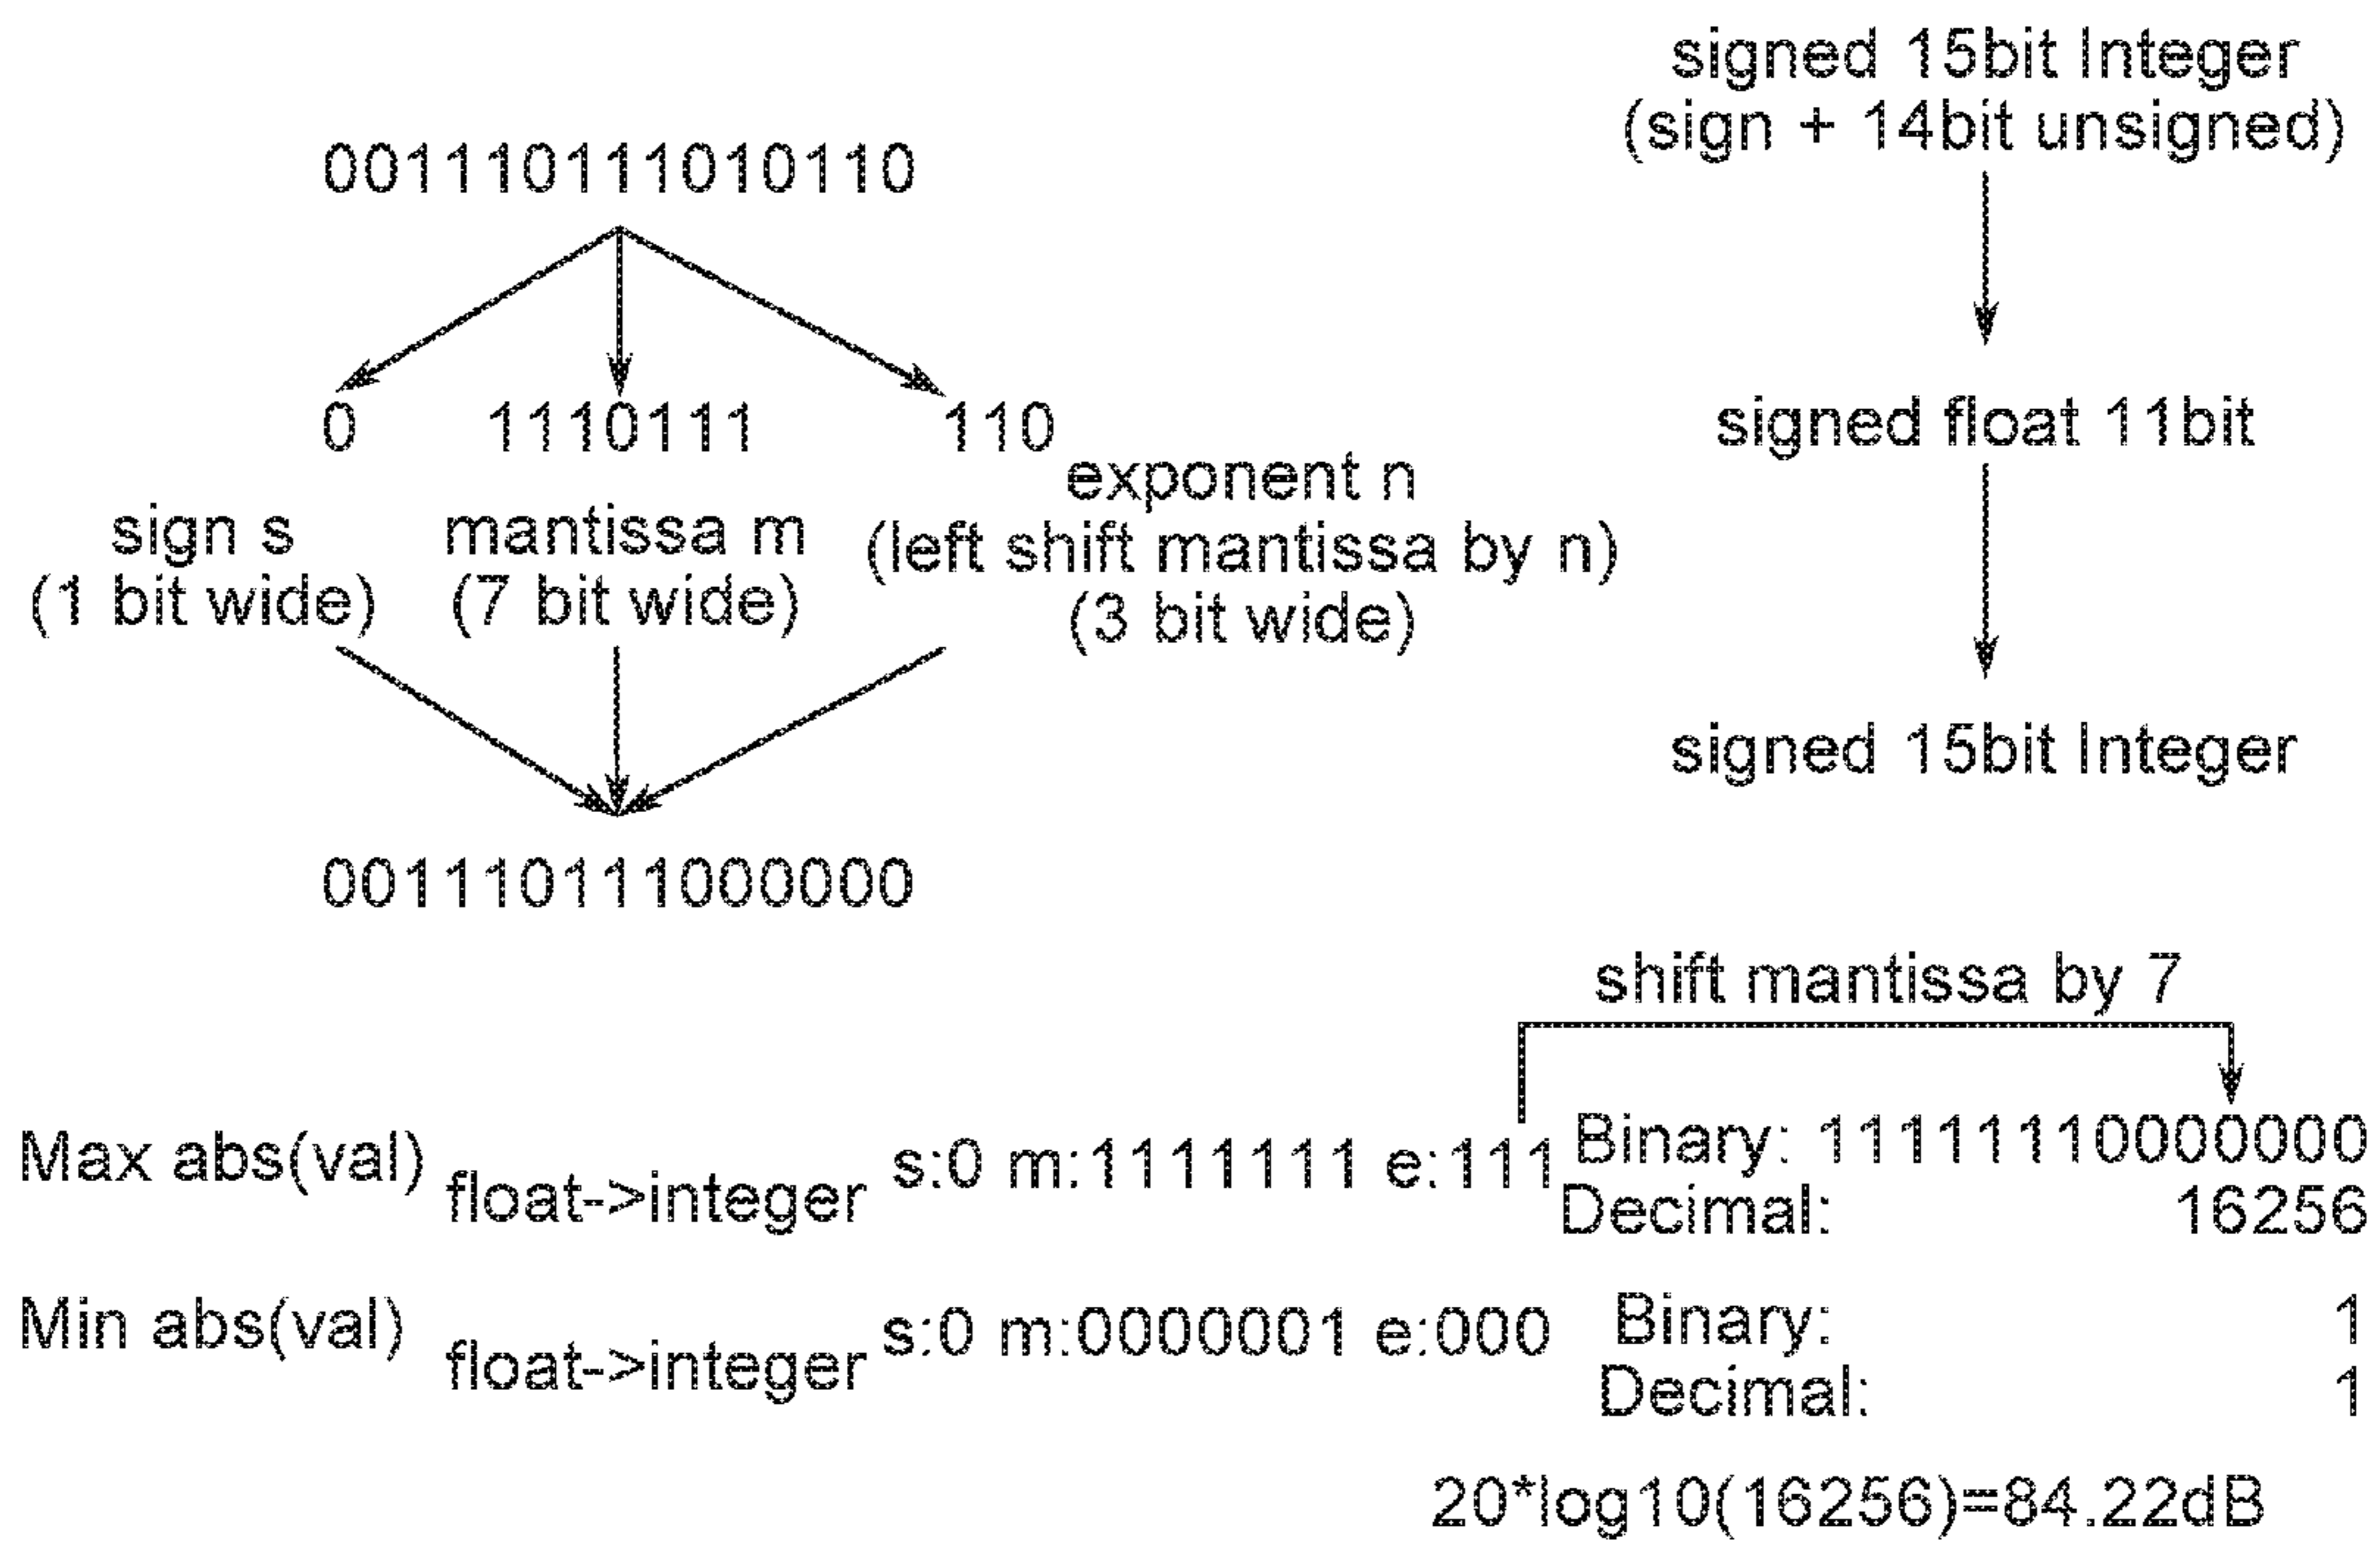 signed 15bit Integer
(sign + 14bit unsigned)
001110111010110
0 1110111 110
signed float 11bit
sign s
(1 bit wide)
mantissa m
(7 bit wide)
exponent n
(left shift mantissa by n)
(3 bit wide)
signed 15bit Integer
001110111000000
shift mantissa by 7
Max abs(val) float->integer s:0 m:1111111 e:111 Binary: 11111110000000
Decimal: 16256
Min abs(val) float->integer s:0 m:0000001 e:000 Binary: 1
Decimal: 1
20*log10(16256)=84.22dB